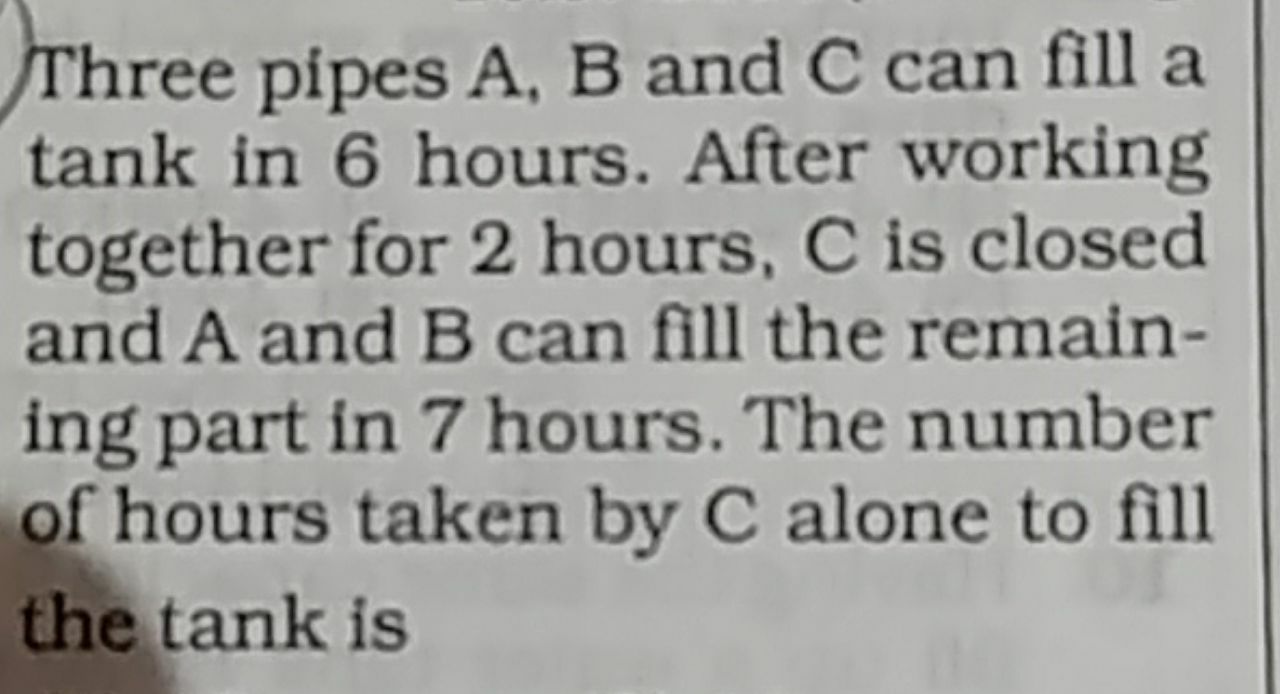 Three pipes A, B and C can fill a
tank in 6 hours. After working
together for 2 hours, C is closed
and A and B can fill the remain-
ing part in 7 hours. The number
of hours taken by C alone to fill
the tank is